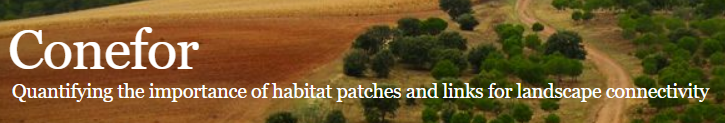 Conefor
Quantifying the importance of habitat patches and links for landscape connectivity